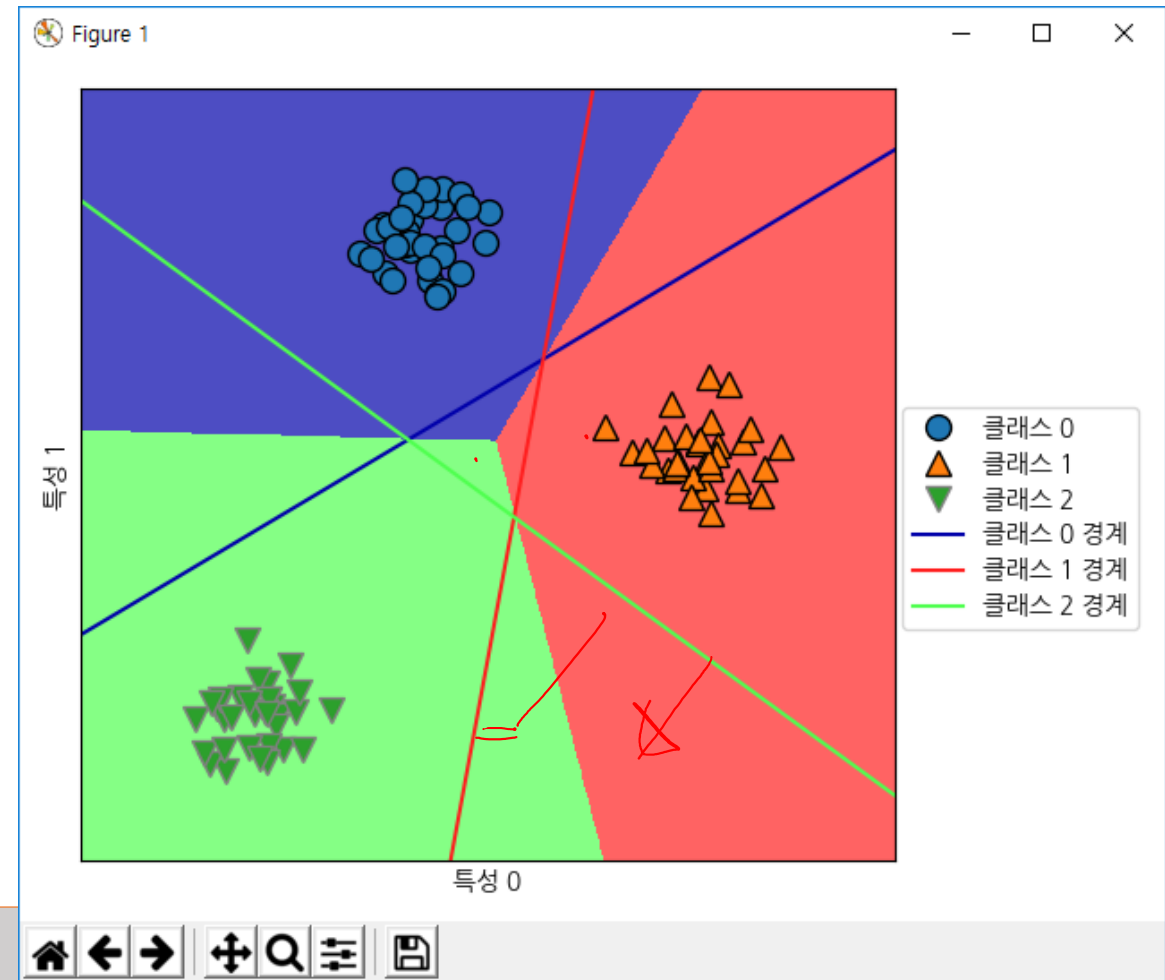 Figure 1
특성 1
클래스 0
클래스 1
클래스 2
클래스 0 경계
클래스 1 경계
클래스 2 경계
특성 0